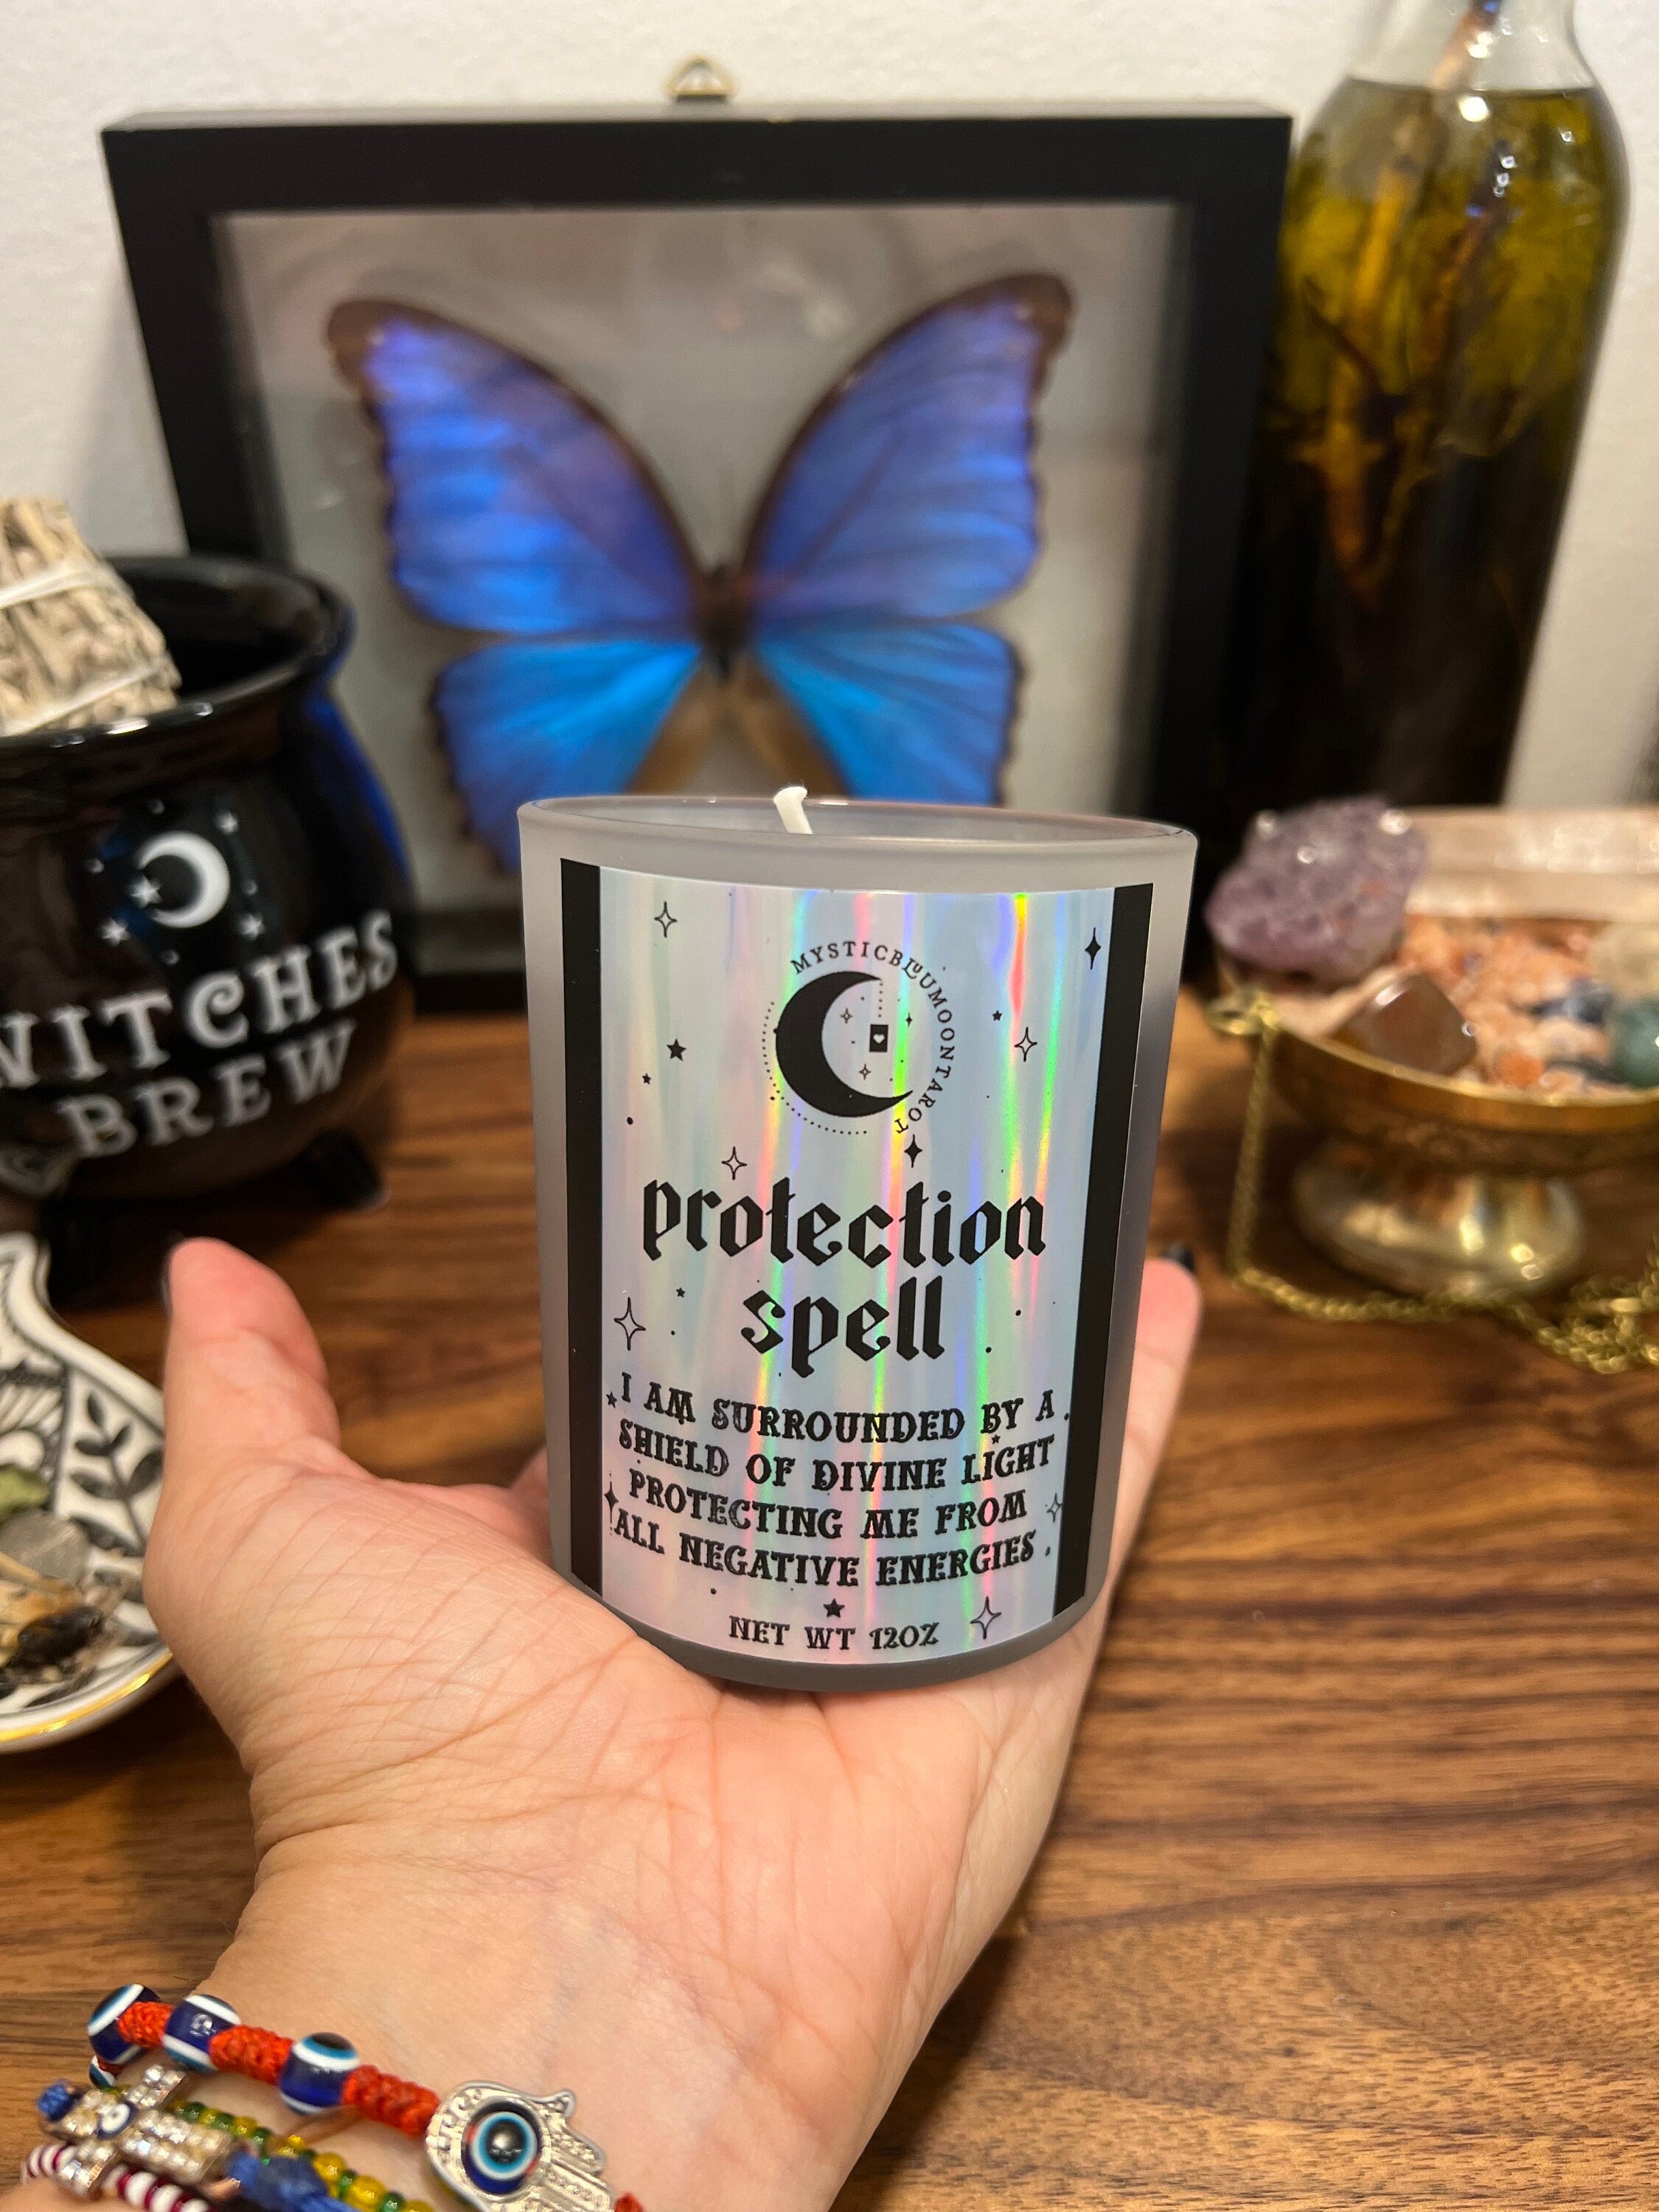 MYSTICBLUUMOONTAROT
protection
spell
I AM SURROUNDED BY A
SHIELD OF DIVINE LIGHT
PROTECTING ME FROM
ALL NEGATIVE ENERGIES
NET WT 12OZ
WITCHES
BREW